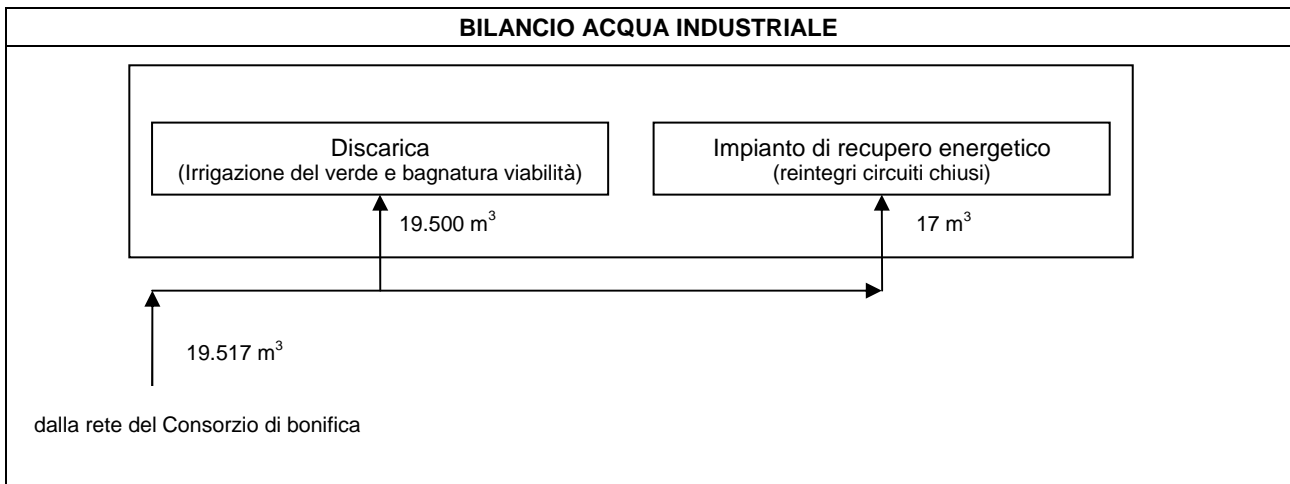 BILANCIO ACQUA INDUSTRIALE
Discarica
(Irrigazione del verde e bagnatura viabilità)
Impianto di recupero energetico
(reintegri circuiti chiusi)
19.500 m³
17 m³
19.517 m³
dalla rete del Consorzio di bonifica